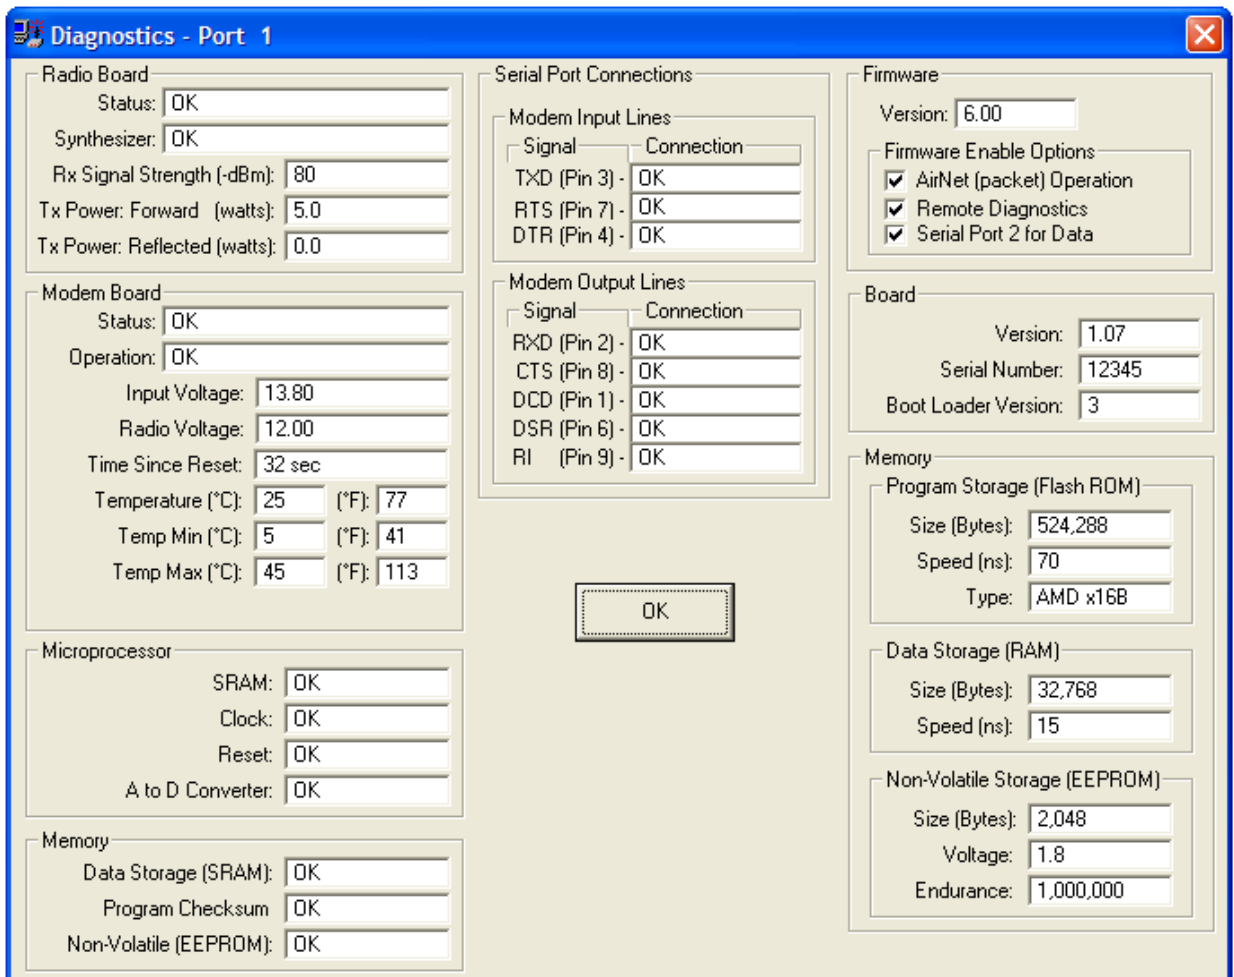 Diagnostics - Port 1
Radio Board
Status: OK
Synthesizer: OK
Rx Signal Strength (-dBm): 80
Tx Power: Forward (watts): 5.0
Tx Power: Reflected (watts): 0.0
Modem Board
Status: OK
Operation: OK
Input Voltage: 13.80
Radio Voltage: 12.00
Time Since Reset: 32 sec
Temperature (°C): 25 (°F): 77
Temp Min (°C): 5 (°F): 41
Temp Max (°C): 45 (°F): 113
Microprocessor
SRAM: OK
Clock: OK
Reset: OK
A to D Converter: OK
Memory
Data Storage (SRAM): OK
Program Checksum OK
Non-Volatile (EEPROM): OK
Serial Port Connections
Modem Input Lines
Signal Connection
TXD (Pin 3) - OK
RTS (Pin 7) - OK
DTR (Pin 4) - OK
Modem Output Lines
Signal Connection
RXD (Pin 2) - OK
CTS (Pin 8) - OK
DCD (Pin 1) - OK
DSR (Pin 6) - OK
RI (Pin 9) - OK
OK
Firmware
Version: 6.00
Firmware Enable Options
AirNet (packet) Operation
Remote Diagnostics
Serial Port 2 for Data
Board
Version: 1.07
Serial Number: 12345
Boot Loader Version: 3
Memory
Program Storage (Flash ROM)
Size (Bytes): 524,288
Speed (ns): 70
Type: AMD x16B
Data Storage (RAM)
Size (Bytes): 32,768
Speed (ns): 15
Non-Volatile Storage (EEPROM)
Size (Bytes): 2,048
Voltage: 1.8
Endurance: 1,000,000